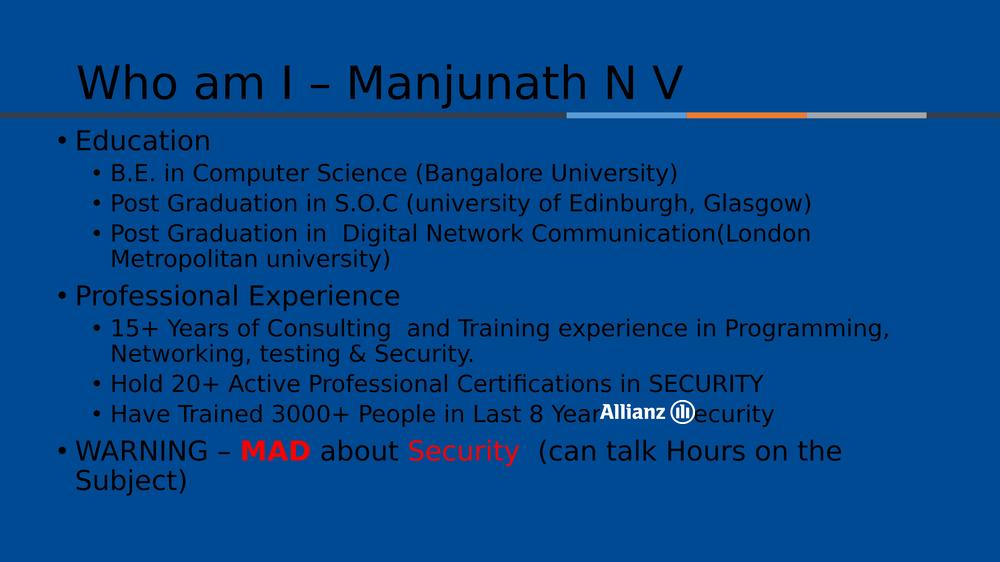 Who am I – Manjunath N V
• Education
• B.E. in Computer Science (Bangalore University)
• Post Graduation in S.O.C (university of Edinburgh, Glasgow)
• Post Graduation in  Digital Network Communication(London
Metropolitan university)
• Professional Experience
• 15+ Years of Consulting  and Training experience in Programming,
Networking, testing & Security.
• Hold 20+ Active Professional Certifications in SECURITY
• Have Trained 3000+ People in Last 8 Year Allianz ecurity
• WARNING – MAD about Security  (can talk Hours on the
Subject)